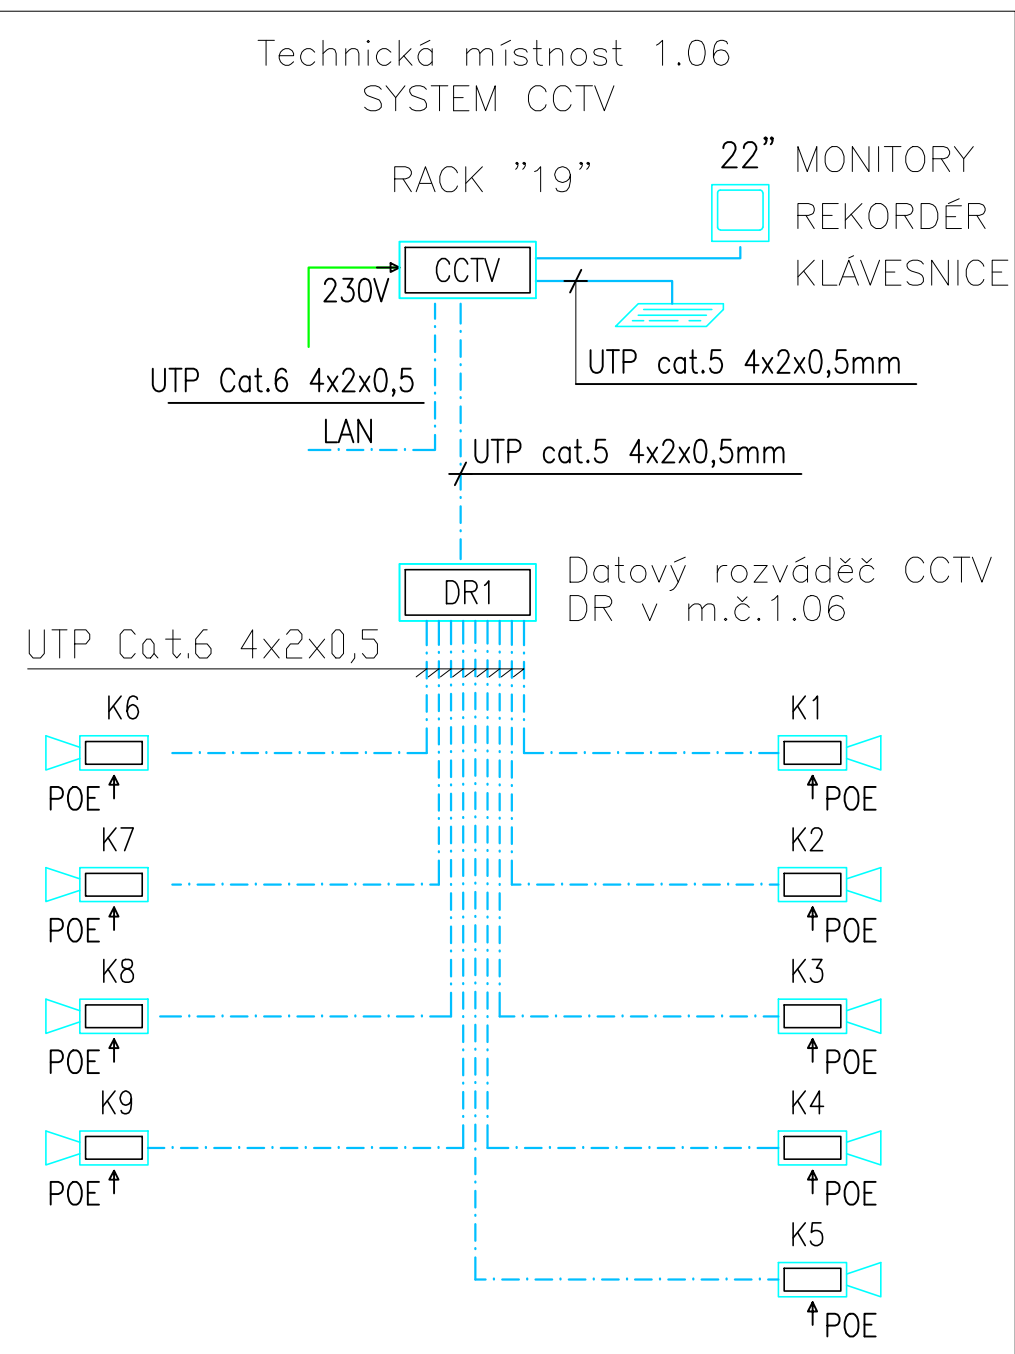 Technická místnost 1.06
SYSTEM CCTV
RACK "19"
22" MONITORY
REKORDÉR
KLÁVESNICE
CCTV
230V
UTP cat.5 4x2x0,5mm
UTP Cat.6 4x2x0,5
LAN
UTP cat.5 4x2x0,5mm
DR1
Datový rozváděč CCTV
DR v m.č.1.06
UTP Cat.6 4x2x0,5
K6
K1
POE
POE
K7
K2
POE
POE
K8
K3
POE
POE
K9
K4
POE
POE
K5
POE